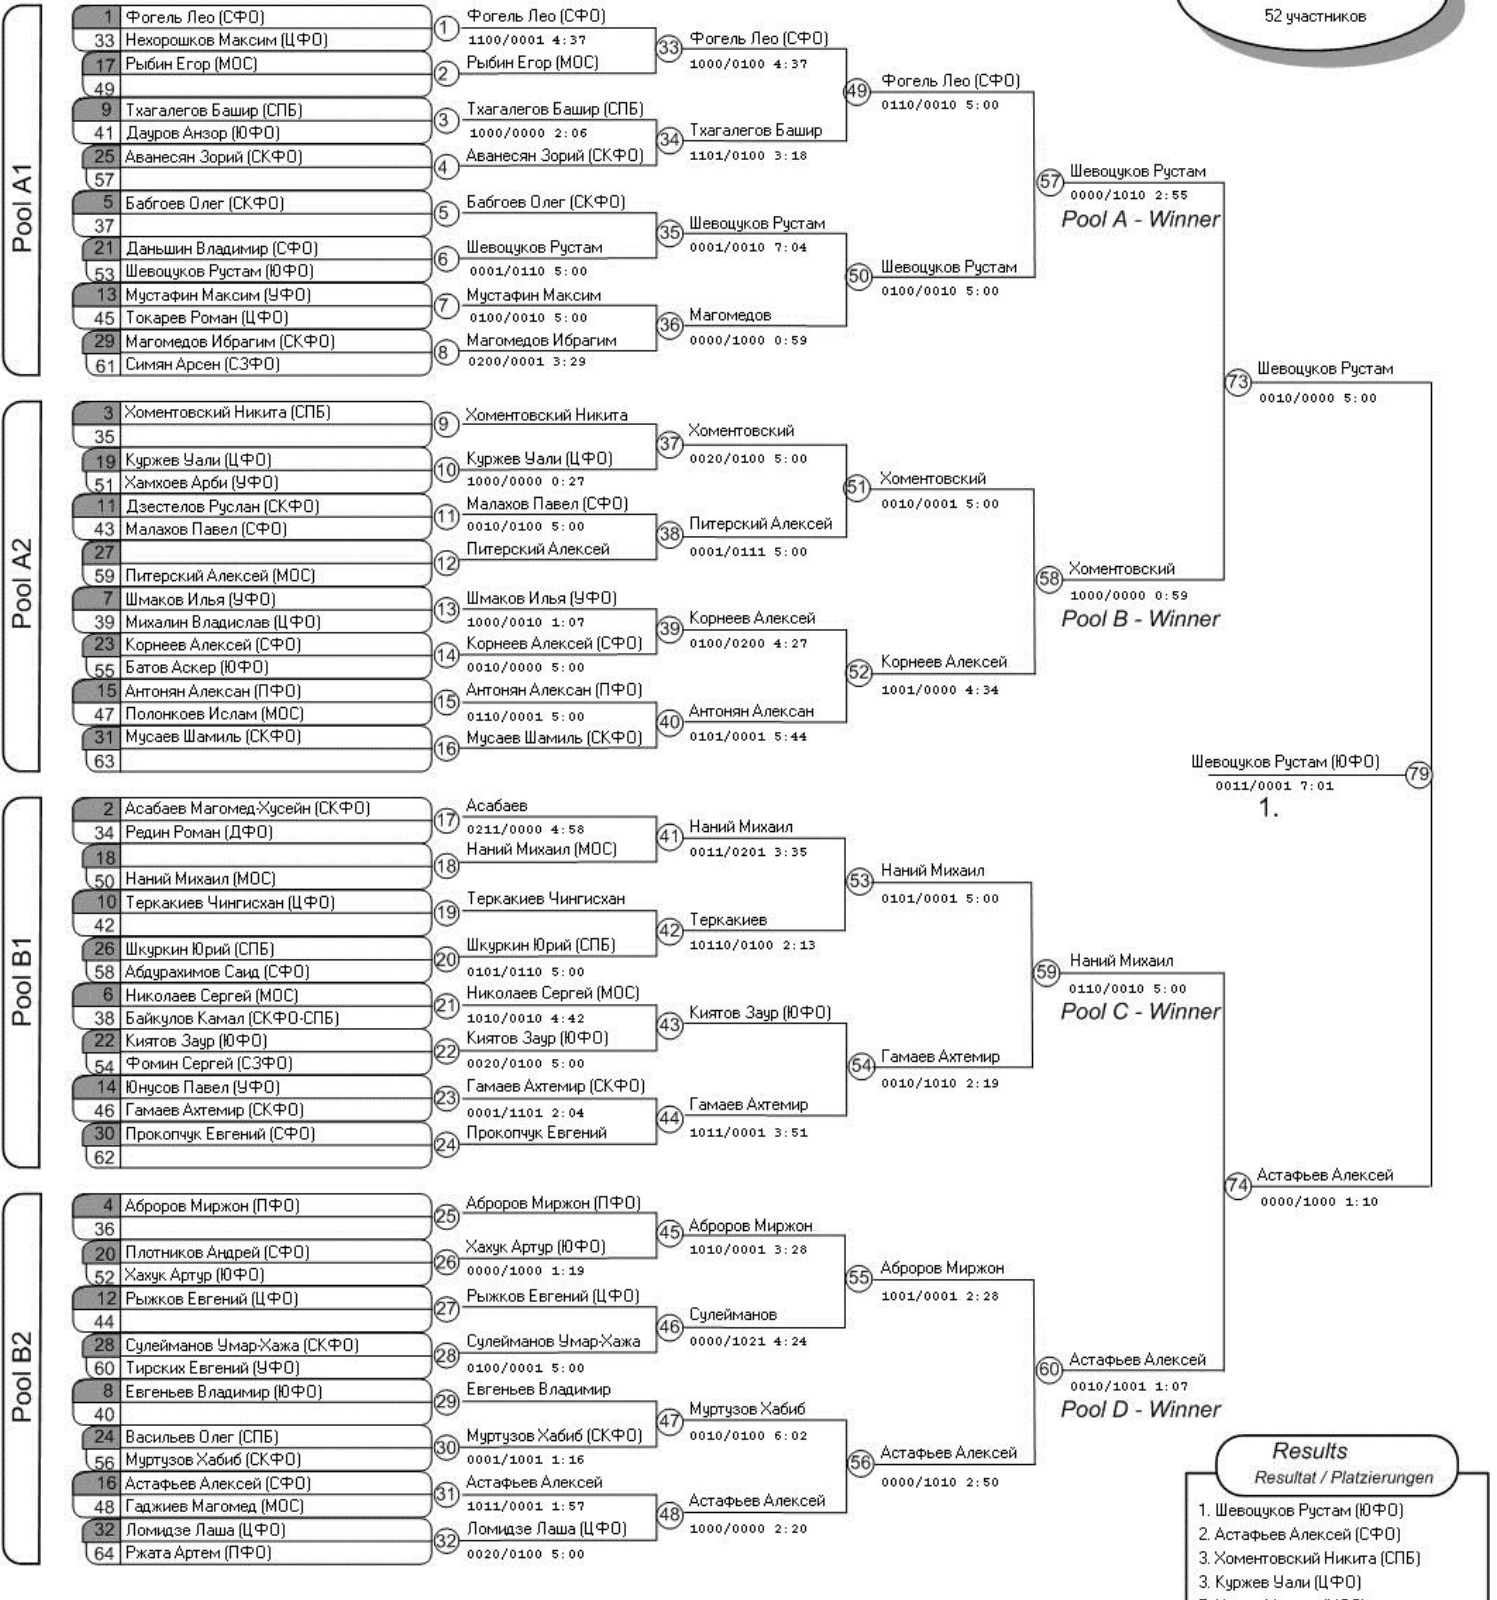 52 участников
Pool A1
1 Фогель Лео (СФО)
33 Нехорошков Максим (ЦФО)
17 Рыбин Егор (МОС)
49
9 Тхагалегов Башир (СПБ)
41 Дауров Анзор (ЮФО)
25 Аванесян Зорий (СКФО)
57
5 Бабгоев Олег (СКФО)
37
21 Даньшин Владимир (СФО)
53 Шевоцуков Рустам (ЮФО)
13 Мустафин Максим (УФО)
45 Токарев Роман (ЦФО)
29 Магомедов Ибрагим (СКФО)
61 Симян Арсен (СЗФО)
1 Фогель Лео (СФО)
1100/0001 4:37
2 Рыбин Егор (МОС)
3 Тхагалегов Башир (СПБ)
1000/0000 2:06
4 Аванесян Зорий (СКФО)
5 Бабгоев Олег (СКФО)
6 Шевоцуков Рустам
0001/0110 5:00
7 Мустафин Максим
0100/0010 5:00
8 Магомедов Ибрагим
0200/0001 3:29
33 Фогель Лео (СФО)
1000/0100 4:37
34 Тхагалегов Башир
1101/0100 3:18
35 Шевоцуков Рустам
0001/0010 7:04
36 Магомедов
0000/1000 0:59
49 Фогель Лео (СФО)
0110/0010 5:00
50 Шевоцуков Рустам
0100/0010 5:00
57 Шевоцуков Рустам
0000/1010 2:55
Pool A - Winner
Pool A2
3 Хоментовский Никита (СПБ)
35
19 Куржев Уали (ЦФО)
51 Хамхоев Арби (УФО)
11 Дзестелов Руслан (СКФО)
43 Малахов Павел (СФО)
27
59 Питерский Алексей (МОС)
7 Шмаков Илья (УФО)
39 Михалин Владислав (ЦФО)
23 Корнеев Алексей (СФО)
55 Батов Аскер (ЮФО)
15 Антонян Алексан (ПФО)
47 Полонкоев Ислам (МОС)
31 Мусаев Шамиль (СКФО)
63
9 Хоментовский Никита
10 Куржев Уали (ЦФО)
1000/0000 0:27
11 Малахов Павел (СФО)
0010/0100 5:00
12 Питерский Алексей
13 Шмаков Илья (УФО)
1000/0010 1:07
14 Корнеев Алексей (СФО)
0010/0000 5:00
15 Антонян Алексан (ПФО)
0110/0001 5:00
16 Мусаев Шамиль (СКФО)
37 Хоментовский
0020/0100 5:00
38 Питерский Алексей
0001/0111 5:00
39 Корнеев Алексей
0100/0200 4:27
40 Антонян Алексан
0101/0001 5:44
51 Хоментовский
0010/0001 5:00
52 Корнеев Алексей
1001/0000 4:34
58 Хоментовский
1000/0000 0:59
Pool B - Winner
73 Шевоцуков Рустам
0010/0000 5:00
Pool B1
2 Асабаев Магомед-Хусейн (СКФО)
34 Редин Роман (ДФО)
18
50 Наний Михаил (МОС)
10 Теркакиев Чингисхан (ЦФО)
42
26 Шкуркин Юрий (СПБ)
58 Абдурахимов Саид (СФО)
6 Николаев Сергей (МОС)
38 Байкулов Камал (СКФО-СПБ)
22 Киятов Заур (ЮФО)
54 Фомин Сергей (СЗФО)
14 Юнусов Павел (УФО)
46 Гамаев Ахтемир (СКФО)
30 Прокопчук Евгений (СФО)
62
17 Асабаев
0211/0000 4:58
18 Наний Михаил (МОС)
19 Теркакиев Чингисхан
20 Шкуркин Юрий (СПБ)
0101/0110 5:00
21 Николаев Сергей (МОС)
1010/0010 4:42
22 Киятов Заур (ЮФО)
0020/0100 5:00
23 Гамаев Ахтемир (СКФО)
0001/1101 2:04
24 Прокопчук Евгений
41 Наний Михаил
0011/0201 3:35
42 Теркакиев
10110/0100 2:13
43 Киятов Заур (ЮФО)
44 Гамаев Ахтемир
1011/0001 3:51
53 Наний Михаил
0101/0001 5:00
54 Гамаев Ахтемир
0010/1010 2:19
59 Наний Михаил
0110/0010 5:00
Pool C - Winner
Pool B2
4 Аброров Миржон (ПФО)
36
20 Плотников Андрей (СФО)
52 Хахук Артур (ЮФО)
12 Рыжков Евгений (ЦФО)
44
28 Сулейманов Умар-Хажа (СКФО)
60 Тирских Евгений (УФО)
8 Евгеньев Владимир (ЮФО)
40
24 Васильев Олег (СПБ)
56 Муртузов Хабиб (СКФО)
16 Астафьев Алексей (СФО)
48 Гаджиев Магомед (МОС)
32 Ломидзе Лаша (ЦФО)
64 Ржата Артем (ПФО)
25 Аброров Миржон (ПФО)
26 Хахук Артур (ЮФО)
0000/1000 1:19
27 Рыжков Евгений (ЦФО)
28 Сулейманов Умар-Хажа
0100/0001 5:00
29 Евгеньев Владимир
30 Муртузов Хабиб (СКФО)
0001/1001 1:16
31 Астафьев Алексей
1011/0001 1:57
32 Ломидзе Лаша (ЦФО)
0020/0100 5:00
45 Аброров Миржон
1010/0001 3:28
46 Сулейманов
0000/1021 4:24
47 Муртузов Хабиб
0010/0100 6:02
48 Астафьев Алексей
1000/0000 2:20
55 Аброров Миржон
1001/0001 2:28
56 Астафьев Алексей
0000/1010 2:50
60 Астафьев Алексей
0010/1001 1:07
Pool D - Winner
74 Астафьев Алексей
0000/1000 1:10
Шевоцуков Рустам (ЮФО) 79
0011/0001 7:01
1.
Results
Resultat / Platzierungen
1. Шевоцуков Рустам (ЮФО)
2. Астафьев Алексей (СФО)
3. Хоментовский Никита (СПБ)
3. Куржев Уали (ЦФО)